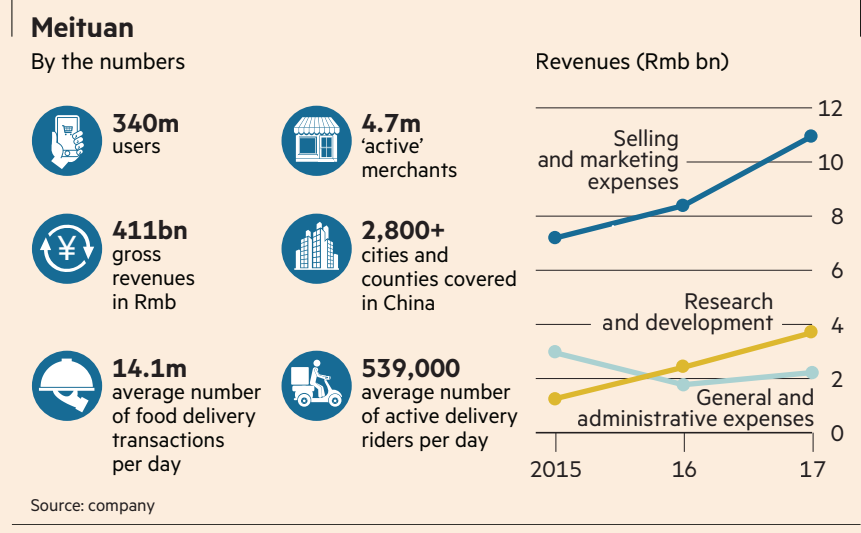 Meituan
By the numbers
340m
users
4.7m
‘active’
merchants
¥
411bn
gross
revenues
in Rmb
2,800+
cities and
counties covered
in China
14.1m
average number
of food delivery
transactions
per day
539,000
average number
of active delivery
riders per day
Revenues (Rmb bn)
12
Selling
and marketing
expenses
10
8
6
Research
and development
4
2
General and
administrative expenses
0
2015
16
17
Source: company